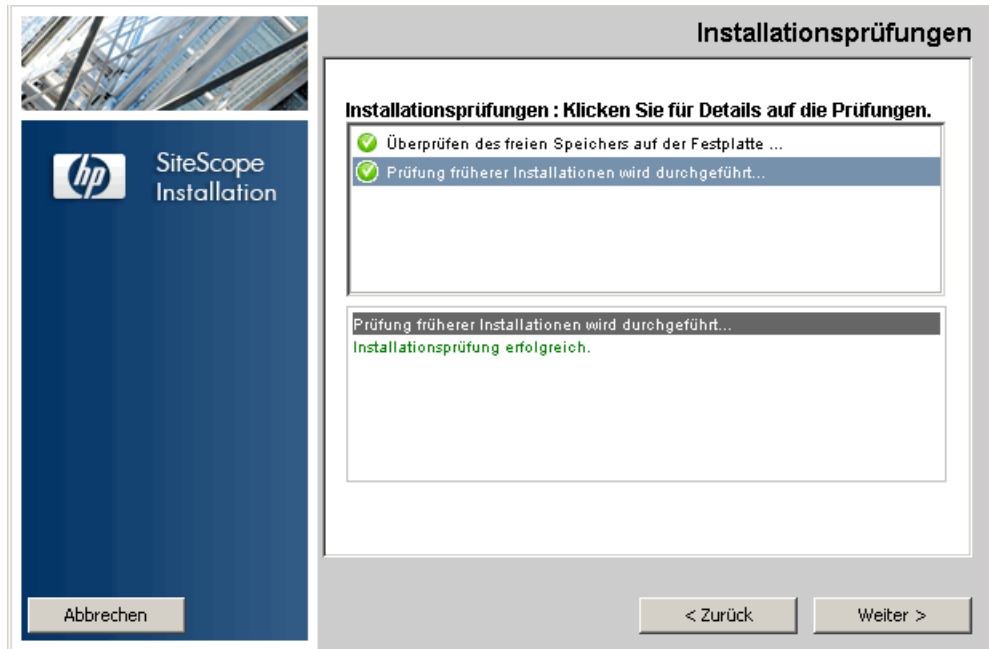 Installationsprüfungen
hp
SiteScope
Installation
Installationsprüfungen : Klicken Sie für Details auf die Prüfungen.
Überprüfen des freien Speichers auf der Festplatte ...
Prüfung früherer Installationen wird durchgeführt...
Prüfung früherer Installationen wird durchgeführt...
Installationsprüfung erfolgreich.
Abbrechen
< Zurück
Weiter >